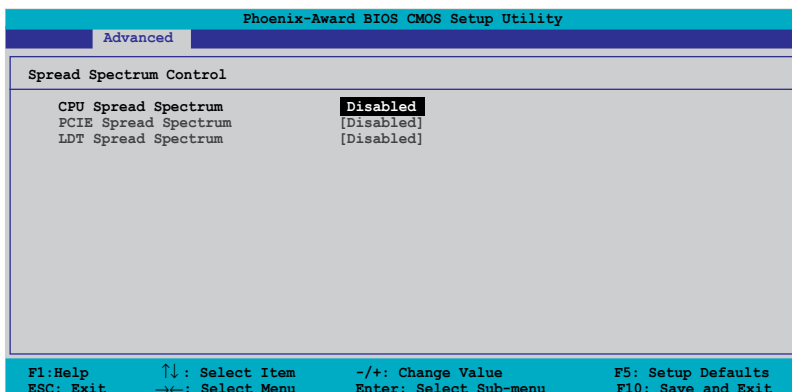 Phoenix-Award BIOS CMOS Setup Utility
Advanced
Spread Spectrum Control
CPU Spread Spectrum Disabled
PCIE Spread Spectrum [Disabled]
LDT Spread Spectrum [Disabled]
F1:Help ↑↓ : Select Item -/+: Change Value F5: Setup Defaults
ESC: Exit →←: Select Menu Enter: Select Sub-menu F10: Save and Exit